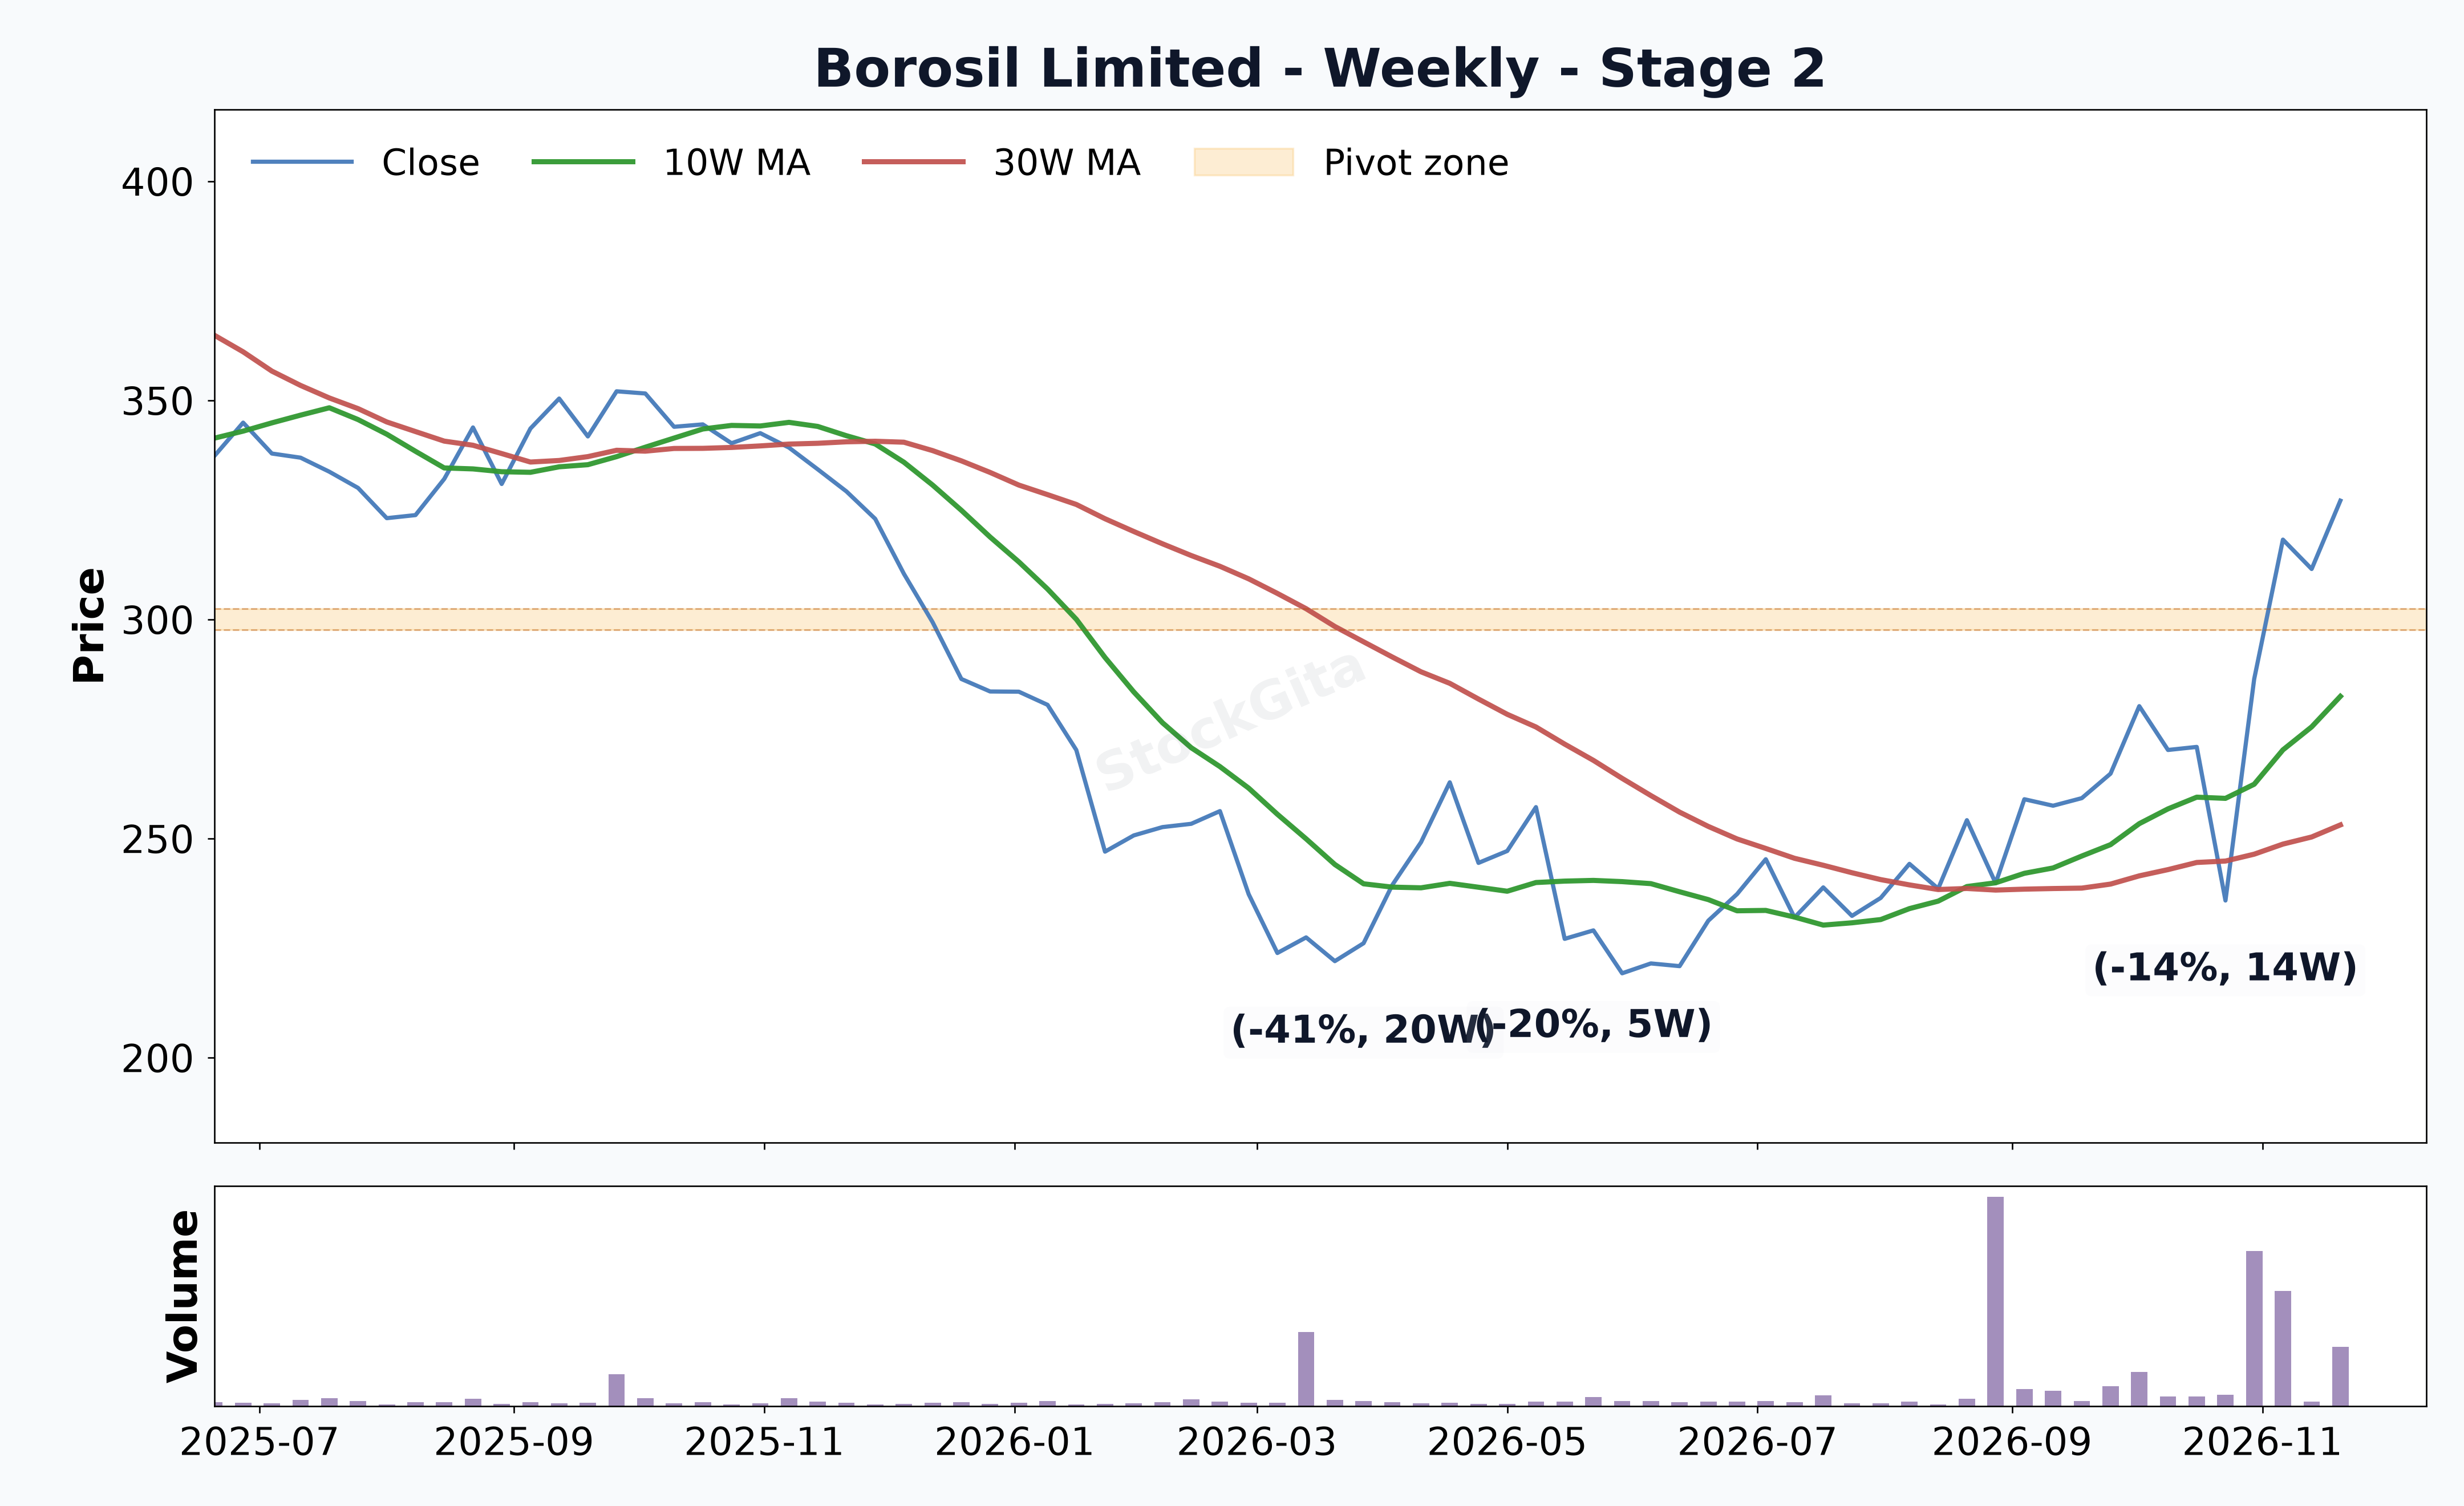 Borosil Limited - Weekly - Stage 2
Close 10W MA 30W MA Pivot zone
400
350
300
250
200
Price
StockGita
(-14%, 14W)
(-41%, 20W)
(-20%, 5W)
Volume
2025-07 2025-09 2025-11 2026-01 2026-03 2026-05 2026-07 2026-09 2026-11